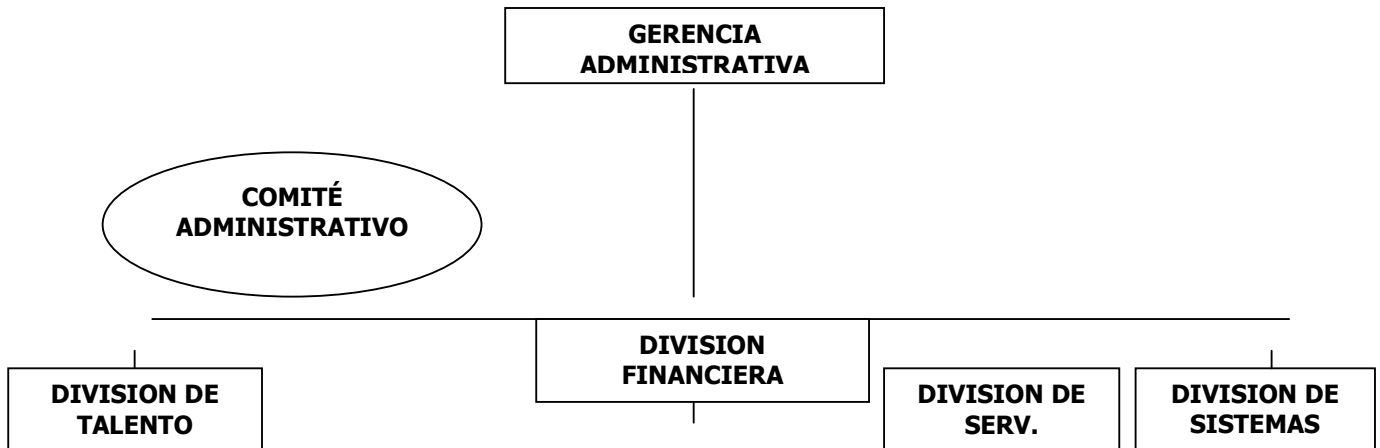 GERENCIA
ADMINISTRATIVA
COMITÉ
ADMINISTRATIVO
DIVISION
FINANCIERA
DIVISION DE
TALENTO
DIVISION DE
SERV.
DIVISION DE
SISTEMAS